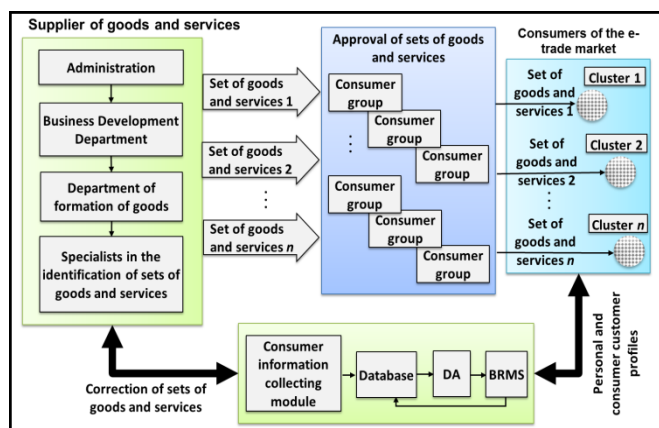 Supplier of goods and services
Administration
Business Development
Department
Department of
formation of goods
Specialists in the
identification of sets of
goods and services
Set of goods
and services 1
Set of goods
and services 2
⋮
Set of goods
and services n
Approval of sets of goods
and services
Consumer
group
Consumer
group
Consumer
group
⋮
Consumer
group
Consumer
group
Consumer
group
Consumers of the e-
trade market
Set of
goods and
services 1
Cluster 1
Set of
goods and
services 2
Cluster 2
⋮
Set of
goods and
services n
Cluster n
Correction of sets of
goods and services
Consumer
information
collecting
module
Database
DA
BRMS
Personal and
consumer customer
profiles